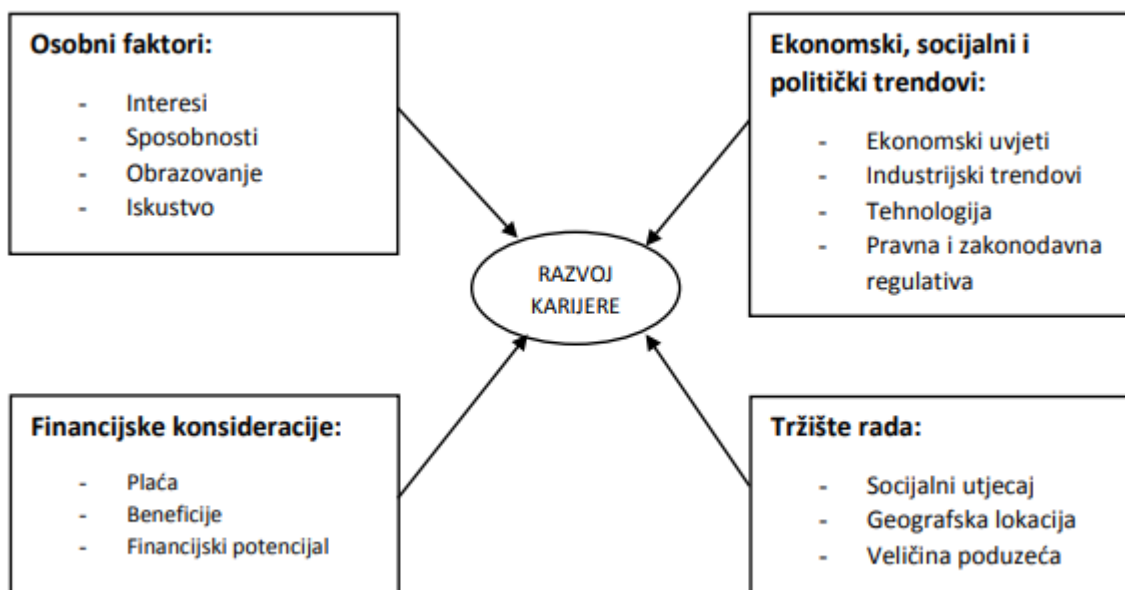 Osobni faktori:
- Interesi
- Sposobnosti
- Obrazovanje
- Iskustvo
Ekonomski, socijalni i
politički trendovi:
- Ekonomski uvjeti
- Industrijski trendovi
- Tehnologija
- Pravna i zakonodavna
regulativa
RAZVOJ
KARIJERE
Financijske konsideracije:
- Plaća
- Beneficije
- Financijski potencijal
Tržište rada:
- Socijalni utjecaj
- Geografska lokacija
- Veličina poduzeća